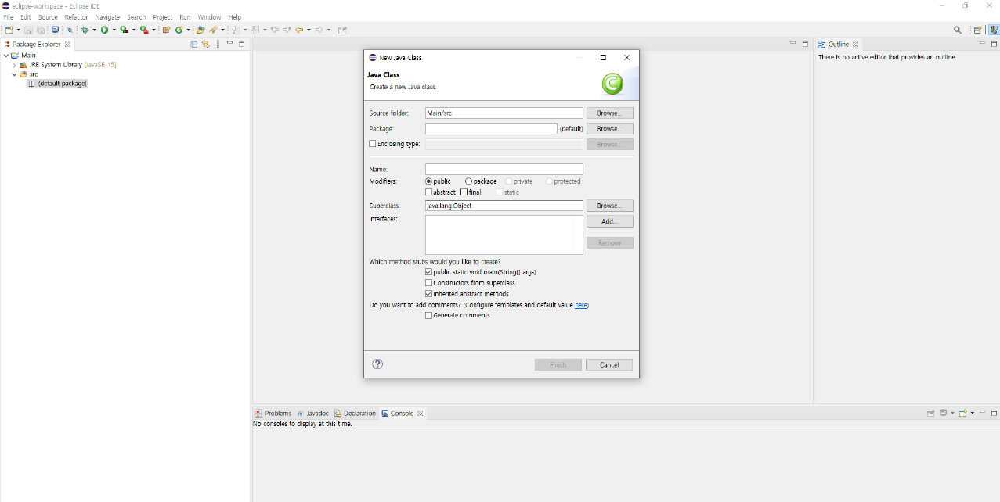 eclipse-workspace - Eclipse IDE
File Edit Source Refactor Navigate Search Project Run Window Help
Package Explorer
Main
JRE System Library [JavaSE-15]
src
(default package)
New Java Class
Java Class
Create a new Java class.
Source folder: Main/src Browse...
Package: (default) Browse...
Enclosing type: Browse...
Name:
Modifiers: public package private protected
abstract final static
Superclass: java.lang.Object Browse...
Interfaces: Add...
Remove
Which method stubs would you like to create?
public static void main(String[] args)
Constructors from superclass
Inherited abstract methods
Do you want to add comments? (Configure templates and default value here)
Generate comments
? Finish Cancel
Outline
There is no active editor that provides an outline.
Problems @ Javadoc Declaration Console
No consoles to display at this time.